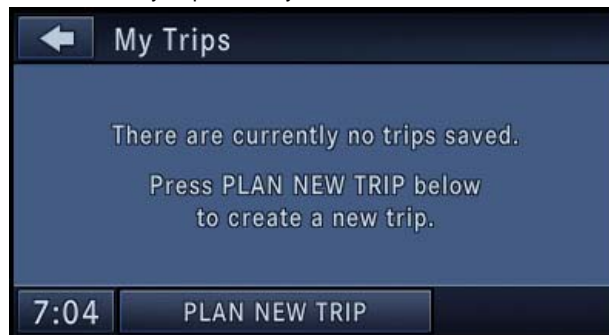 My Trips
There are currently no trips saved.
Press PLAN NEW TRIP below
to create a new trip.
7:04 PLAN NEW TRIP